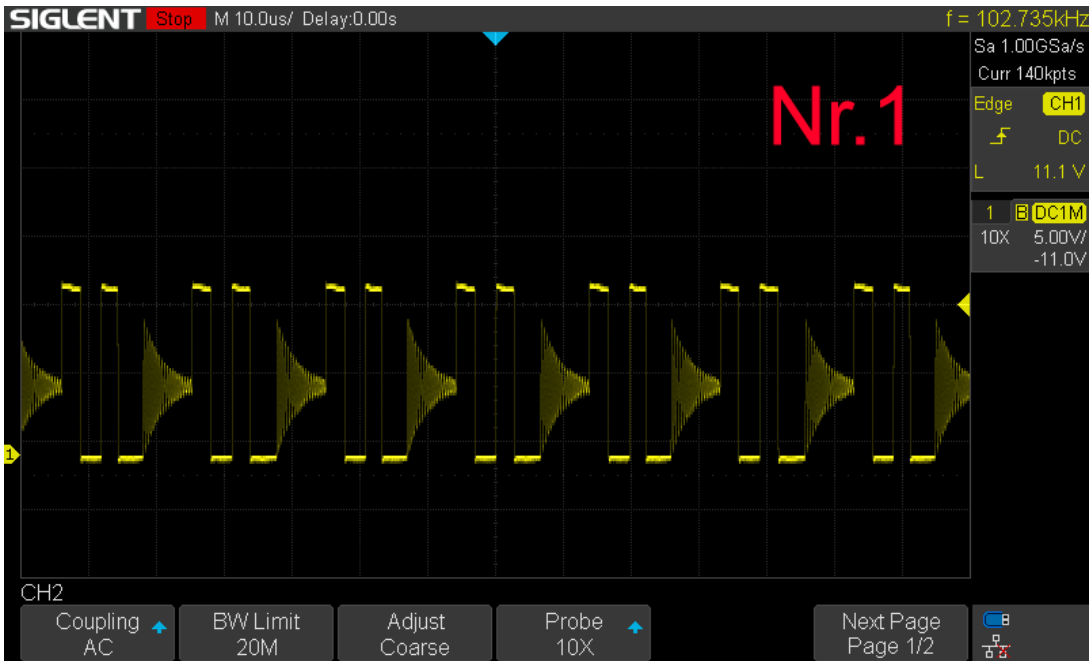 SIGLENT Stop M 10.0us/ Delay:0.00s f = 102.735kHz
Sa 1.00GSa/s
Curr 140kpts
Nr.1
Edge CH1
DC
L 11.1 V
1 B DC1M
10X 5.00V/
-11.0V
1
CH2
Coupling
AC
BW Limit
20M
Adjust
Coarse
Probe
10X
Next Page
Page 1/2